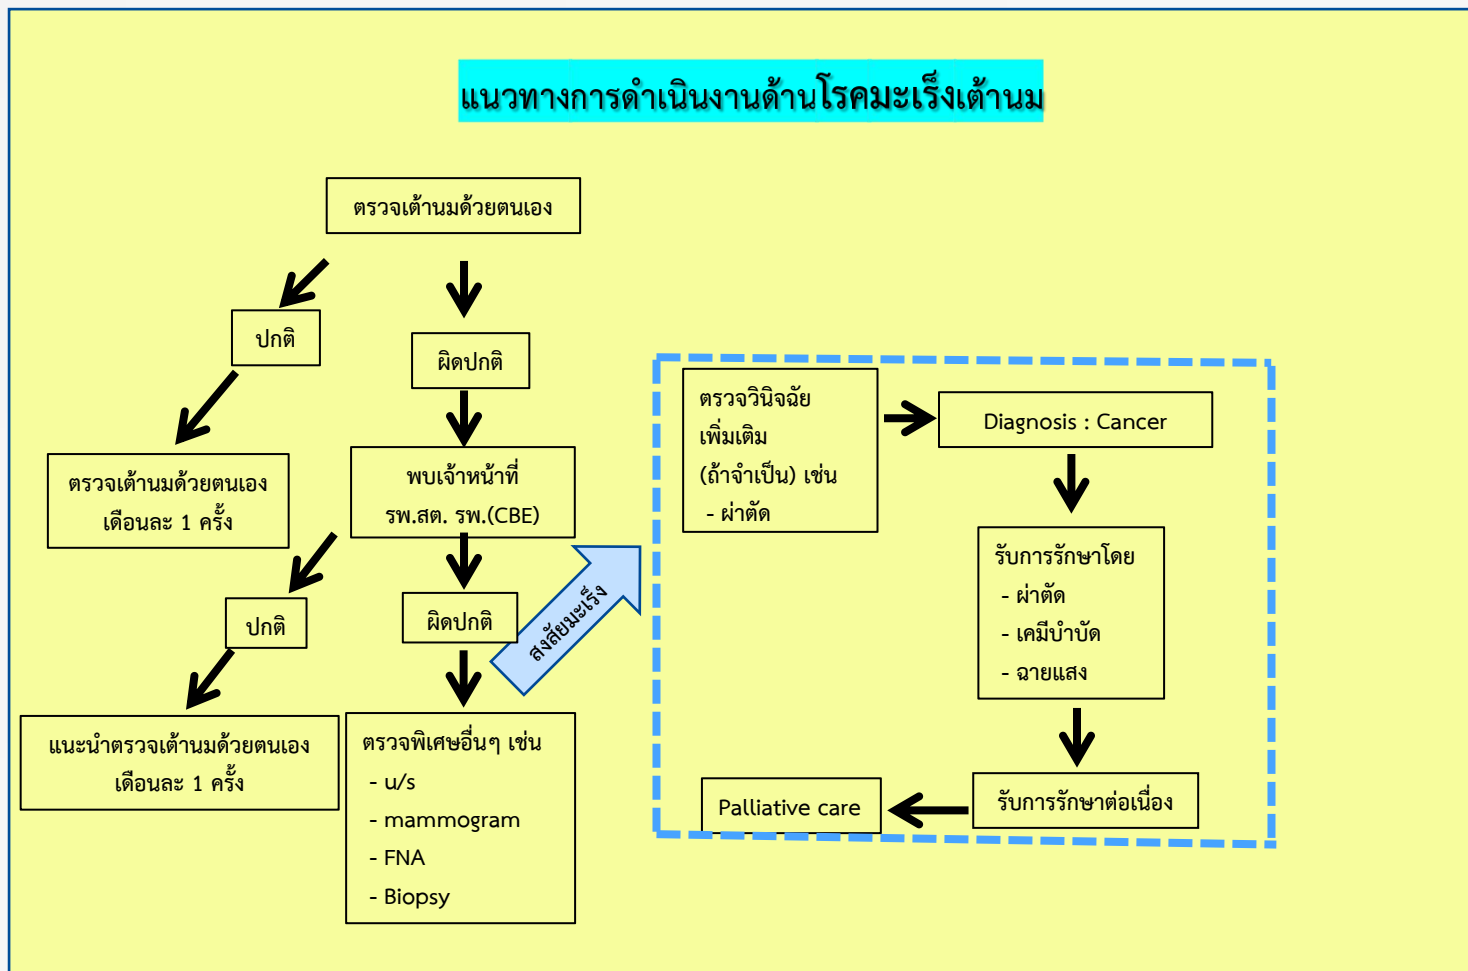 แนวทางการดำเนินงานด้านโรคมะเร็งเต้านม
ตรวจเต้านมด้วยตนเอง
ปกติ
ผิดปกติ
ตรวจเต้านมด้วยตนเอง
เดือนละ 1 ครั้ง
พบเจ้าหน้าที่
รพ.สต. รพ.(CBE)
ปกติ
ผิดปกติ
สงสัยมะเร็ง
แนะนำตรวจเต้านมด้วยตนเอง
เดือนละ 1 ครั้ง
ตรวจพิเศษอื่นๆ เช่น
- u/s
- mammogram
- FNA
- Biopsy
ตรวจวินิจฉัย
เพิ่มเติม
(ถ้าจำเป็น) เช่น
- ผ่าตัด
Diagnosis : Cancer
รับการรักษาโดย
- ผ่าตัด
- เคมีบำบัด
- ฉายแสง
รับการรักษาต่อเนื่อง
Palliative care